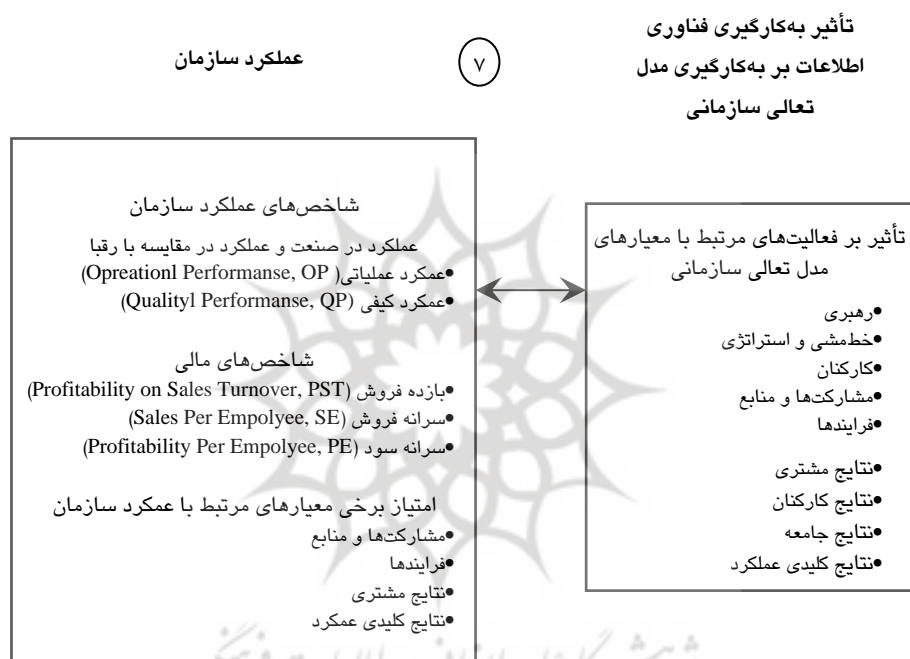 تأثیر به‌کارگیری فناوری
اطلاعات بر به‌کارگیری مدل
تعالی سازمانی
۷
عملکرد سازمان
تأثیر بر فعالیت‌های مرتبط با معیارهای
مدل تعالی سازمانی
•رهبری
•خط‌مشی و استراتژی
•کارکنان
•مشارکت‌ها و منابع
•فرایندها
•نتایج مشتری
•نتایج کارکنان
•نتایج جامعه
•نتایج کلیدی عملکرد
شاخص‌های عملکرد سازمان
عملکرد در صنعت و عملکرد در مقایسه با رقبا
•عمکرد عملیاتی( Opreationl Performanse, OP)
•عمکرد کیفی (Qualityl Performanse, QP)
شاخص‌های مالی
•بازده فروش (Profitability on Sales Turnover, PST)
•سرانه فروش (Sales Per Empolyee, SE)
•سرانه سود (Profitability Per Empolyee, PE)
امتیاز برخی معیارهای مرتبط با عمکرد سازمان
•مشارکت‌ها و منابع
•فرایندها
•نتایج مشتری
•نتایج کلیدی عمکرد